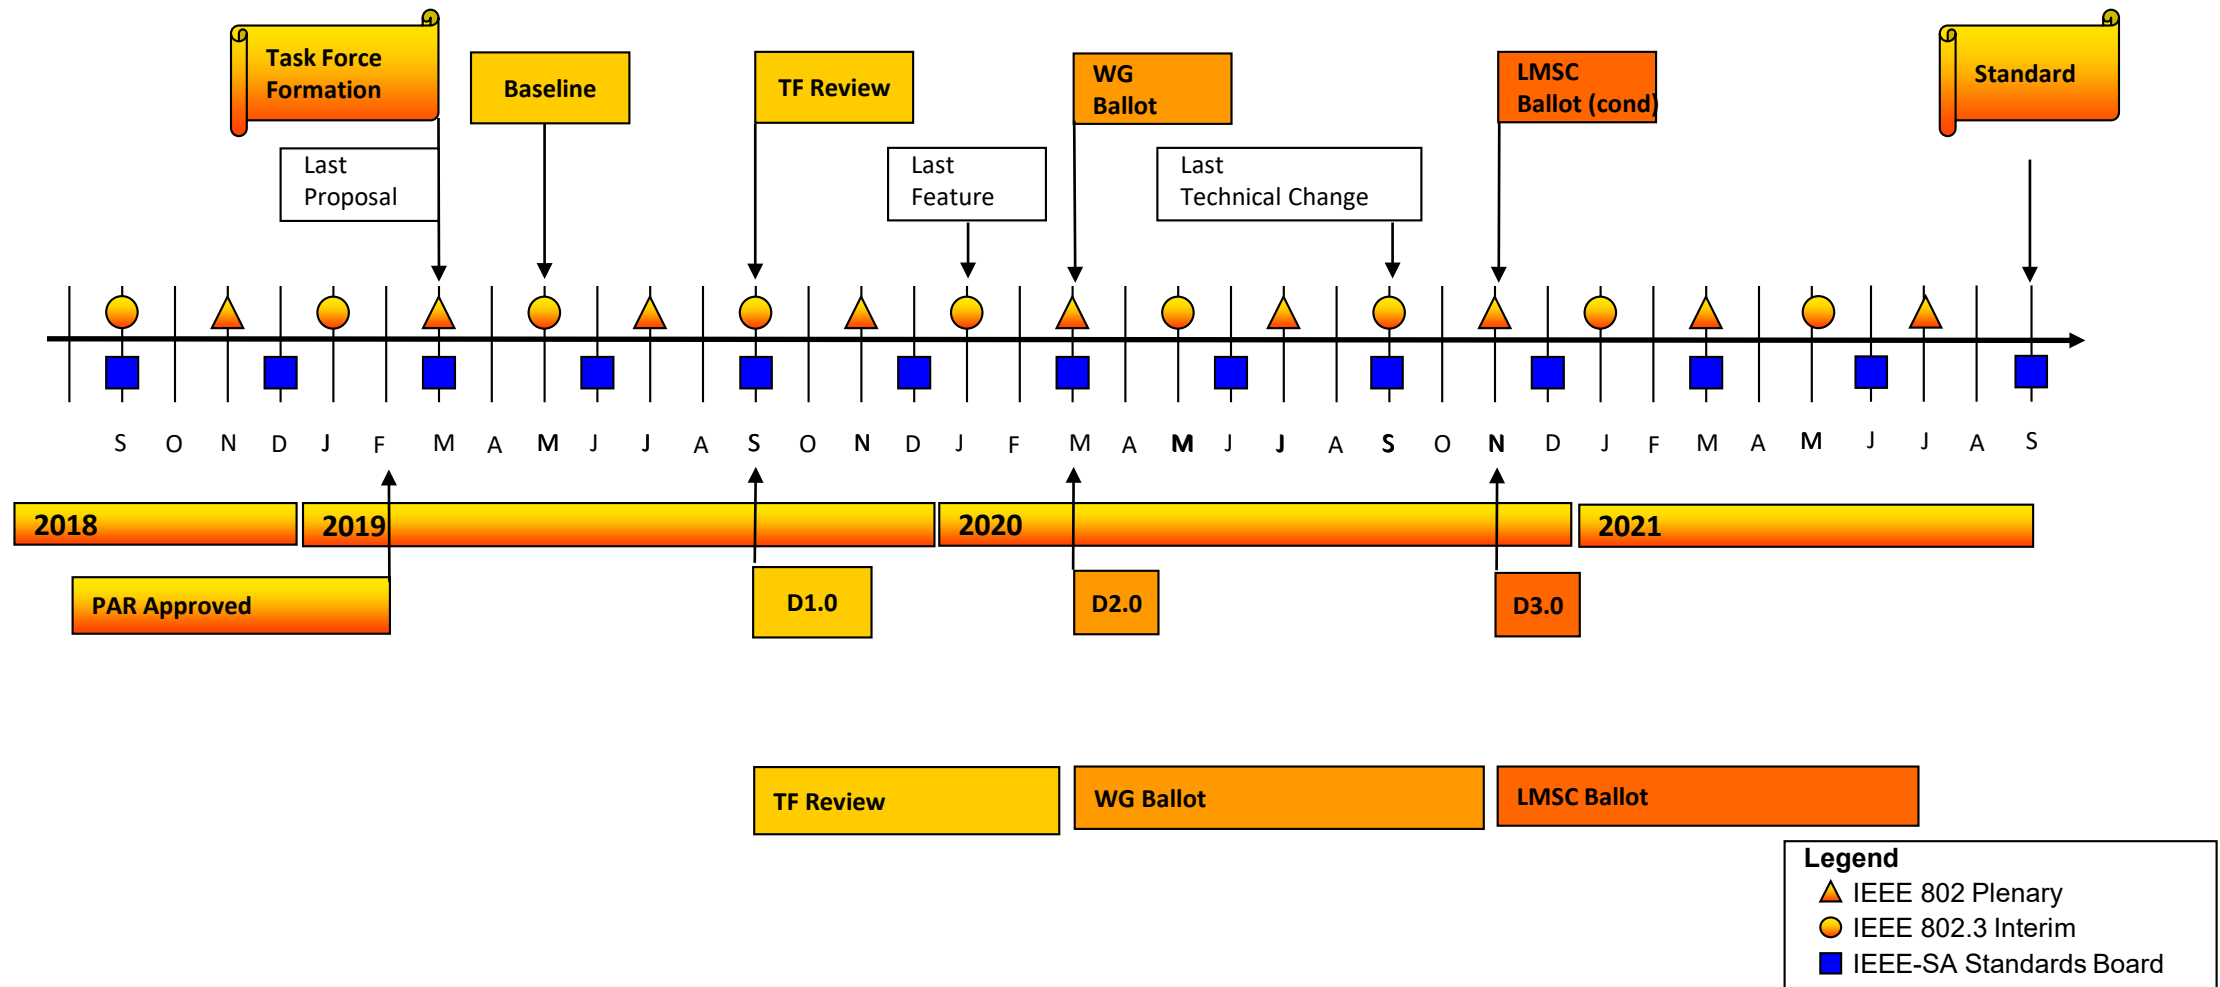 Task Force
Formation
Baseline
TF Review
WG
Ballot
LMSC
Ballot (cond)
Standard
Last
Proposal
Last
Feature
Last
Technical Change
S O N D J F M A M J J A S O N D J F M A M J J A S O N D J F M A M J J A S
2018
2019
2020
2021
PAR Approved
D1.0
D2.0
D3.0
TF Review
WG Ballot
LMSC Ballot
Legend
IEEE 802 Plenary
IEEE 802.3 Interim
IEEE-SA Standards Board